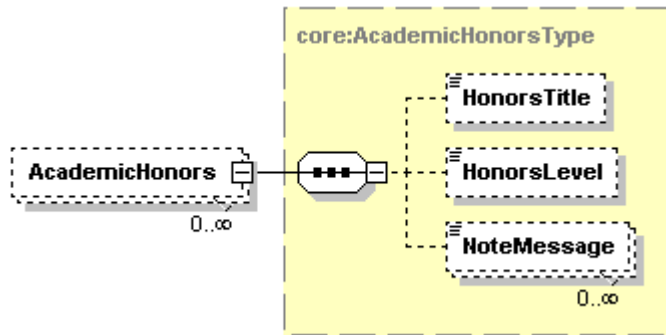 core:AcademicHonorsType
HonorsTitle
AcademicHonors
0..∞
HonorsLevel
NoteMessage
0..∞